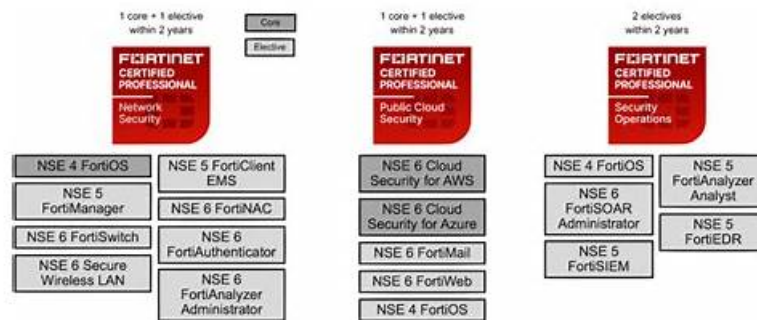 1 core + 1 elective
within 2 years
Core
Elective
1 core + 1 elective
within 2 years
2 electives
within 2 years
FORTINET
CERTIFIED
PROFESSIONAL
Network
Security
FORTINET
CERTIFIED
PROFESSIONAL
Public Cloud
Security
FORTINET
CERTIFIED
PROFESSIONAL
Security
Operations
NSE 4 FortiOS
NSE 5
FortiManager
NSE 6 FortiSwitch
NSE 6 Secure
Wireless LAN
NSE 5 FortiClient
EMS
NSE 6 FortiNAC
NSE 6
FortiAuthenticator
NSE 6
FortiAnalyzer
Administrator
NSE 6 Cloud
Security for AWS
NSE 6 Cloud
Security for Azure
NSE 6 FortiMail
NSE 6 FortiWeb
NSE 4 FortiOS
NSE 4 FortiOS
NSE 6
FortiSOAR
Administrator
NSE 5
FortiSIEM
NSE 5
FortiAnalyzer
Analyst
NSE 5
FortiEDR